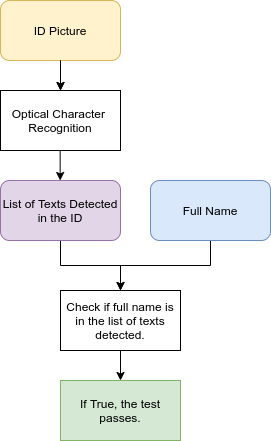 ID Picture
Optical Character
Recognition
List of Texts Detected
in the ID
Full Name
Check if full name is
in the list of texts
detected.
If True, the test
passes.